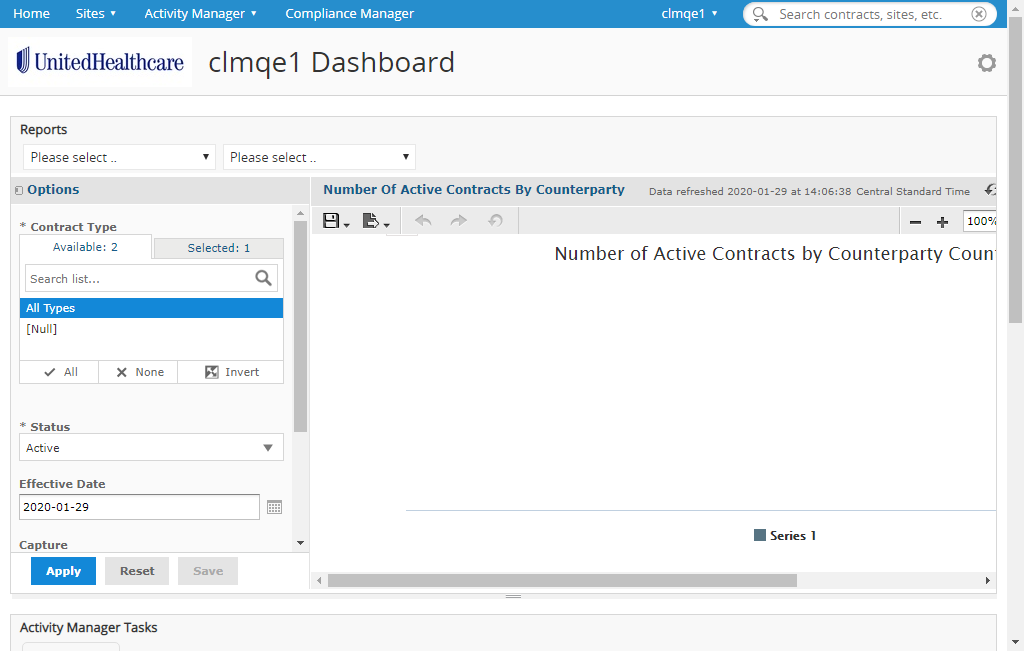 Home Sites Activity Manager Compliance Manager clmqe1 Search contracts, sites, etc.
UnitedHealthcare clmqe1 Dashboard
Reports
Please select .. Please select ..
Options
Number Of Active Contracts By Counterparty Data refreshed 2020-01-29 at 14:06:38 Central Standard Time
* Contract Type
100%
Available: 2 Selected: 1
Number of Active Contracts by Counterparty Coun
Search list...
All Types
[Null]
All None Invert
* Status
Active
Effective Date
2020-01-29
Series 1
Capture
Apply Reset Save
Activity Manager Tasks